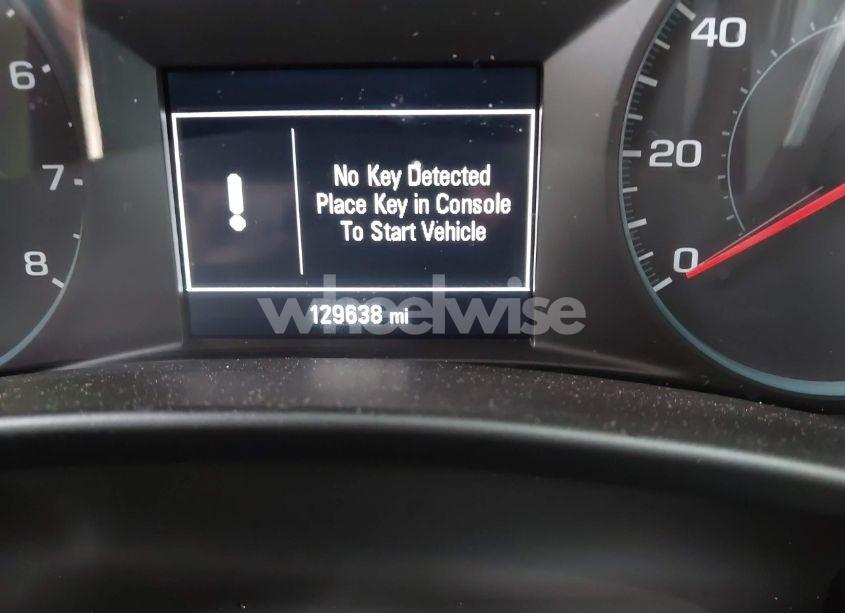 6
7
8
40
20
0
No Key Detected
Place Key in Console
To Start Vehicle
129638 mi
wheelwise